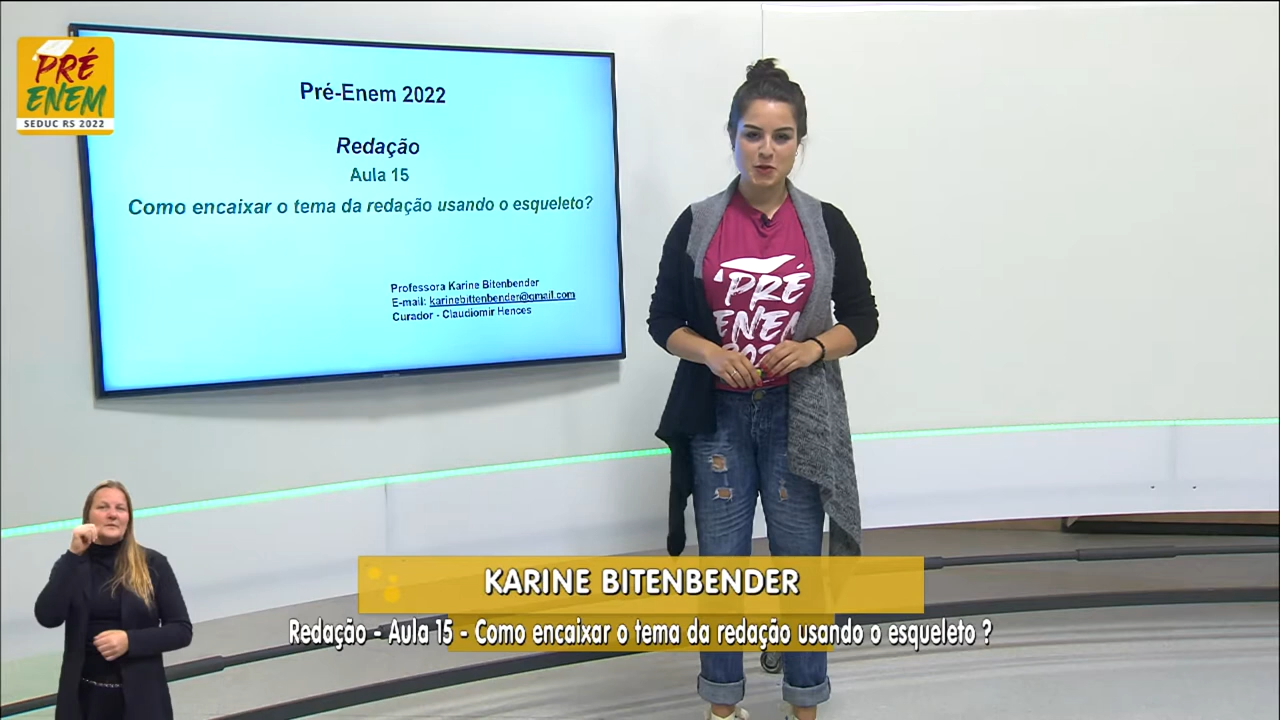 PRÉ
ENEM
SEDUC RS 2022
Pré-Enem 2022
Redação
Aula 15
Como encaixar o tema da redação usando o esqueleto?
Professora Karine Bitenbender
E-mail: karinebittenbender@gmail.com
Curador - Claudiomir Hences
PRÉ
ENEM
KARINE BITENBENDER
Redação - Aula 15 - Como encaixar o tema da redação usando o esqueleto ?